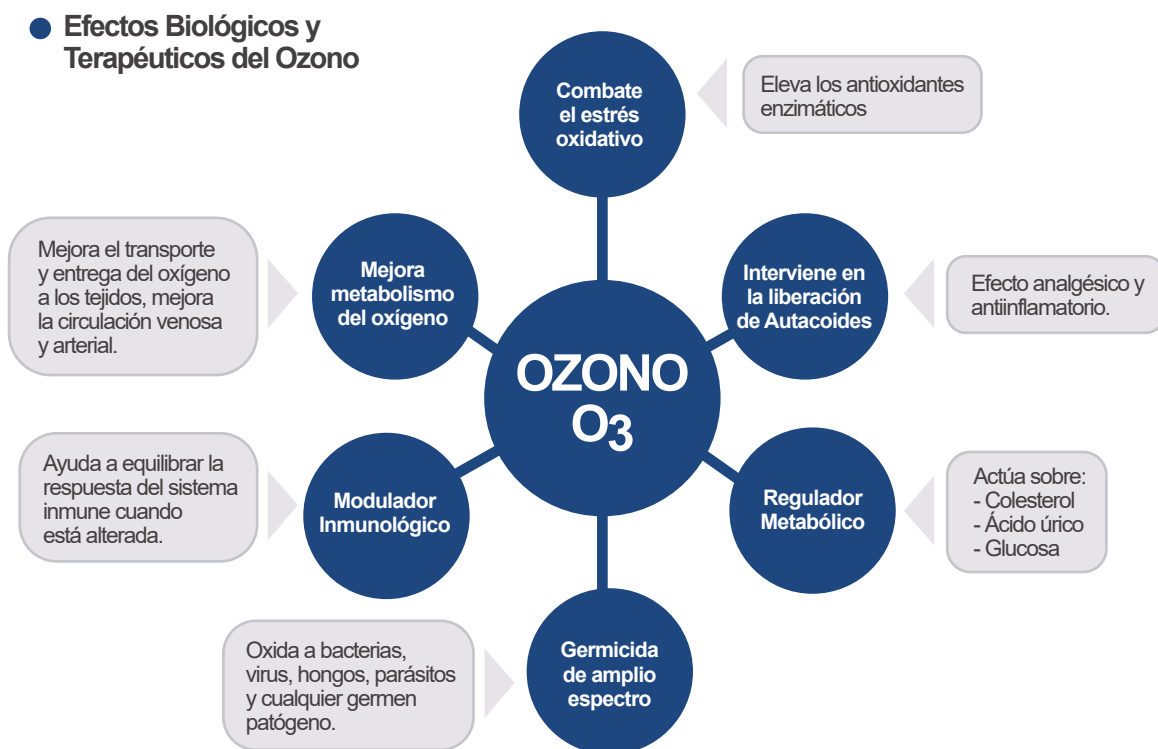 Efectos Biológicos y
Terapéuticos del Ozono
Combate
el estrés
oxidativo
Eleva los antioxidantes
enzimáticos
Mejora el transporte
y entrega del oxígeno
a los tejidos, mejora
la circulación venosa
y arterial.
Mejora
metabolismo
del oxígeno
Interviene en
la liberación
de Autacoides
Efecto analgésico y
antiinflamatorio.
OZONO
O3
Ayuda a equilibrar la
respuesta del sistema
inmune cuando
está alterada.
Modulador
Inmunológico
Regulador
Metabólico
Actúa sobre:
- Colesterol
- Ácido úrico
- Glucosa
Oxida a bacterias,
virus, hongos, parásitos
y cualquier germen
patógeno.
Germicida
de amplio
espectro